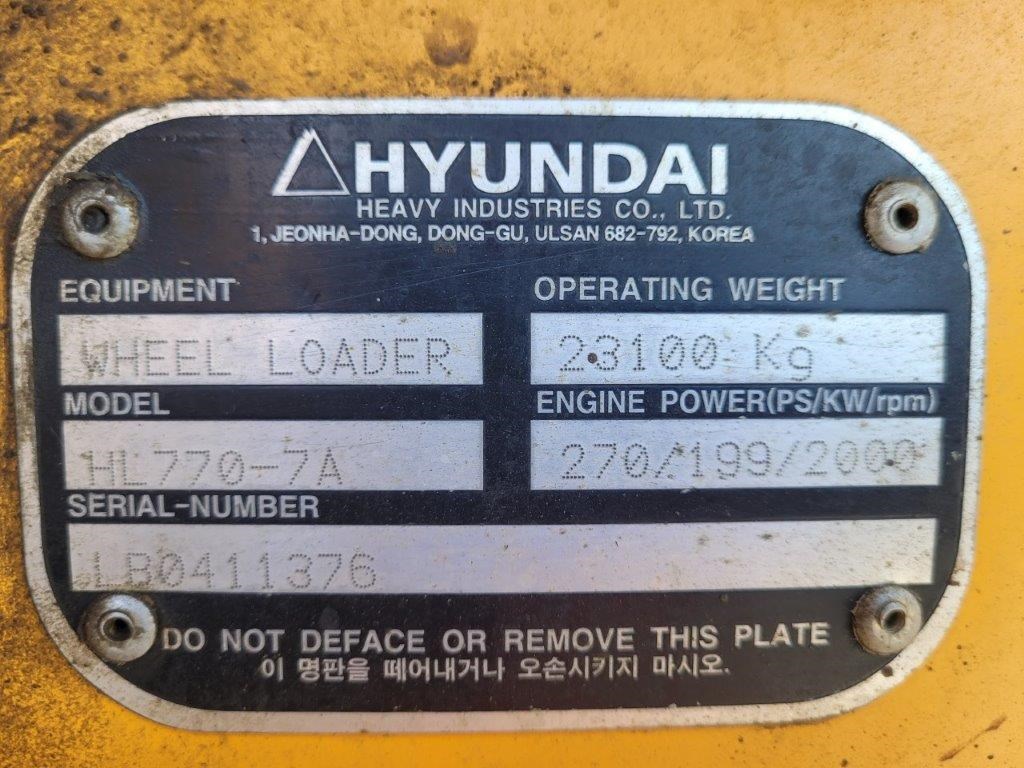 HYUNDAI
HEAVY INDUSTRIES CO., LTD.
1, JEONHA-DONG, DONG-GU, ULSAN 682-792, KOREA
EQUIPMENT
WHEEL LOADER
OPERATING WEIGHT
23100 Kg
MODEL
HL770-7A
ENGINE POWER(PS/KW/rpm)
270/199/2000
SERIAL-NUMBER
LB0411376
DO NOT DEFACE OR REMOVE THIS PLATE
이 명판을 떼어내거나 오손시키지 마시오.